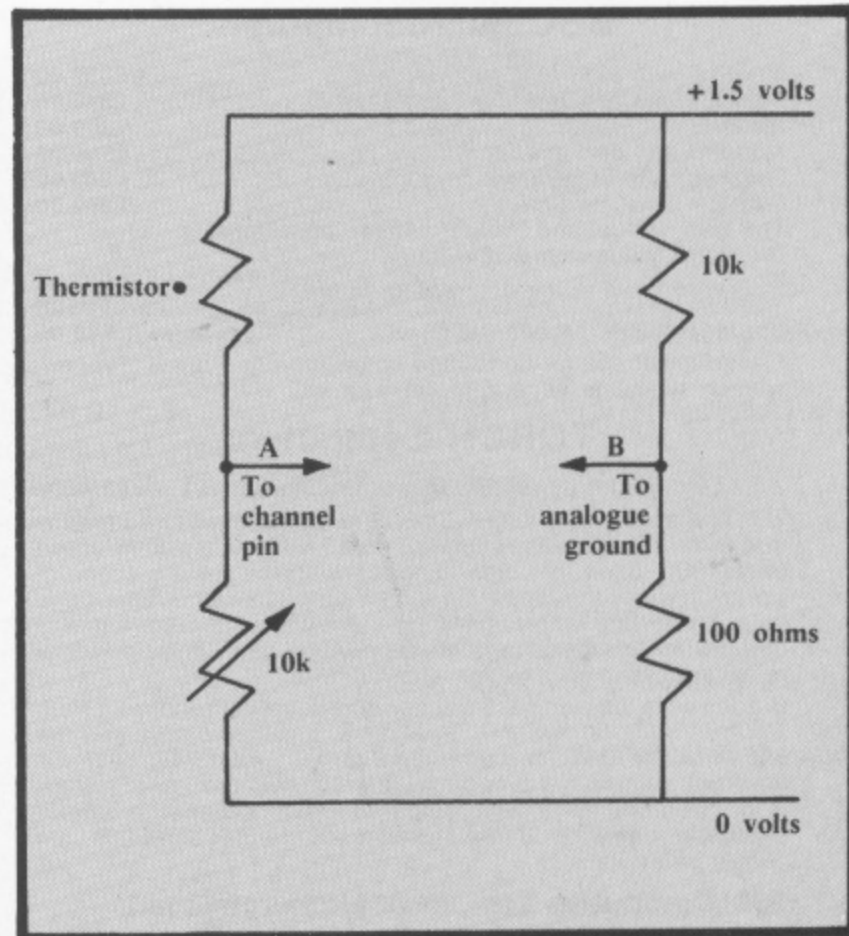 +1.5 volts
10k
Thermistor
A
To
channel
pin
B
To
analogue
ground
10k
100 ohms
0 volts